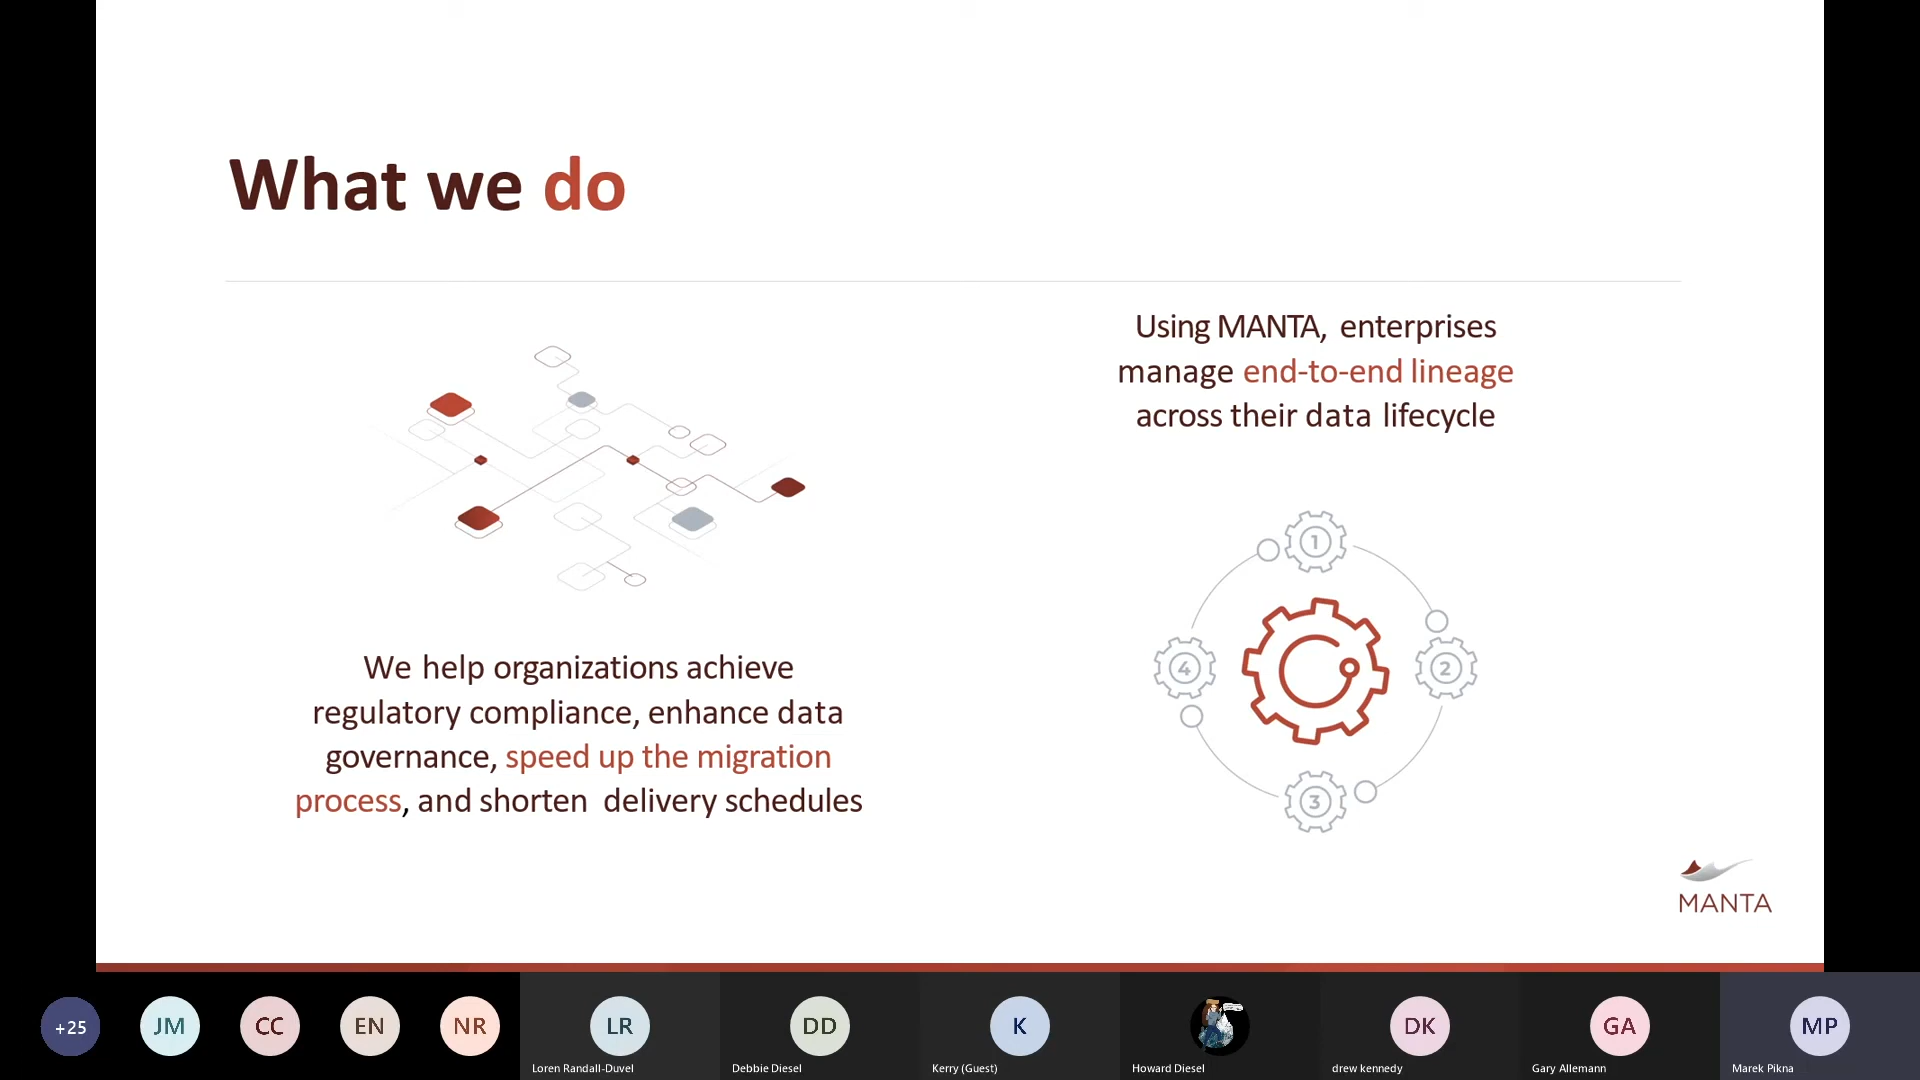 What we do
Using MANTA, enterprises
manage end-to-end lineage
across their data lifecycle
1
2
3
4
We help organizations achieve
regulatory compliance, enhance data
governance, speed up the migration
process, and shorten delivery schedules
MANTA
+25
JM
CC
EN
NR
LR
DD
K
DK
GA
MP
Loren Randall-Duvel
Debbie Diesel
Kerry (Guest)
Howard Diesel
drew kennedy
Gary Allemann
Marek Pikna